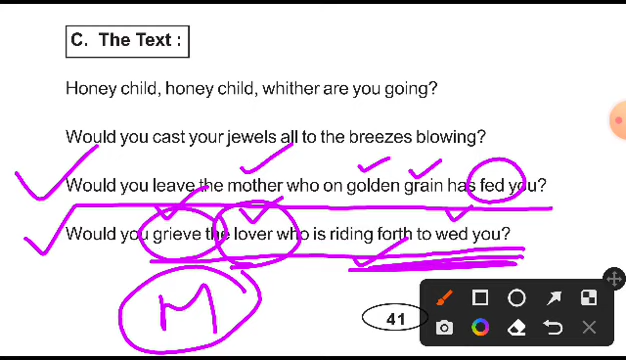 C. The Text :
Honey child, honey child, whither are you going?
Would you cast your jewels all to the breezes blowing?
Would you leave the mother who on golden grain has fed you?
Would you grieve the lover who is riding forth to wed you?
M
41